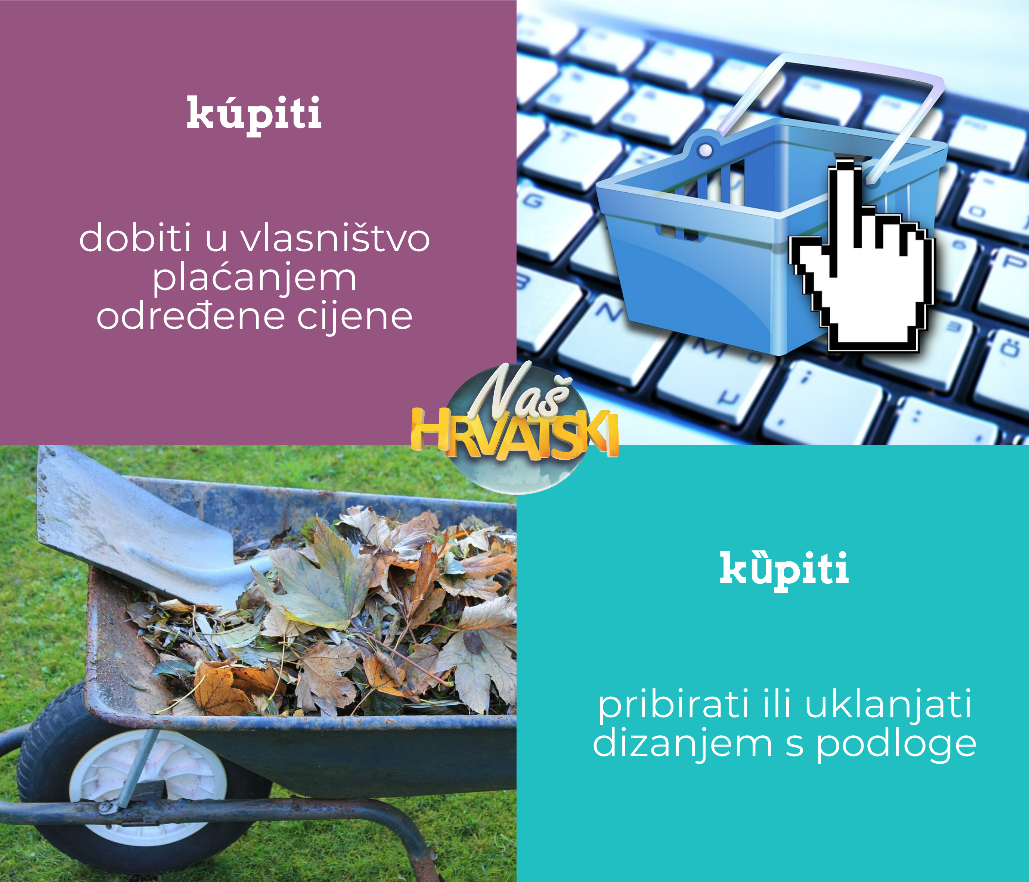 kúpiti
dobiti u vlasništvo
plaćanjem
određene cijene
Naš
HRVATSKI
kȕpiti
pribirati ili uklanjati
dizanjem s podloge
T
Z
G
B
N
M
µ
P
Ö